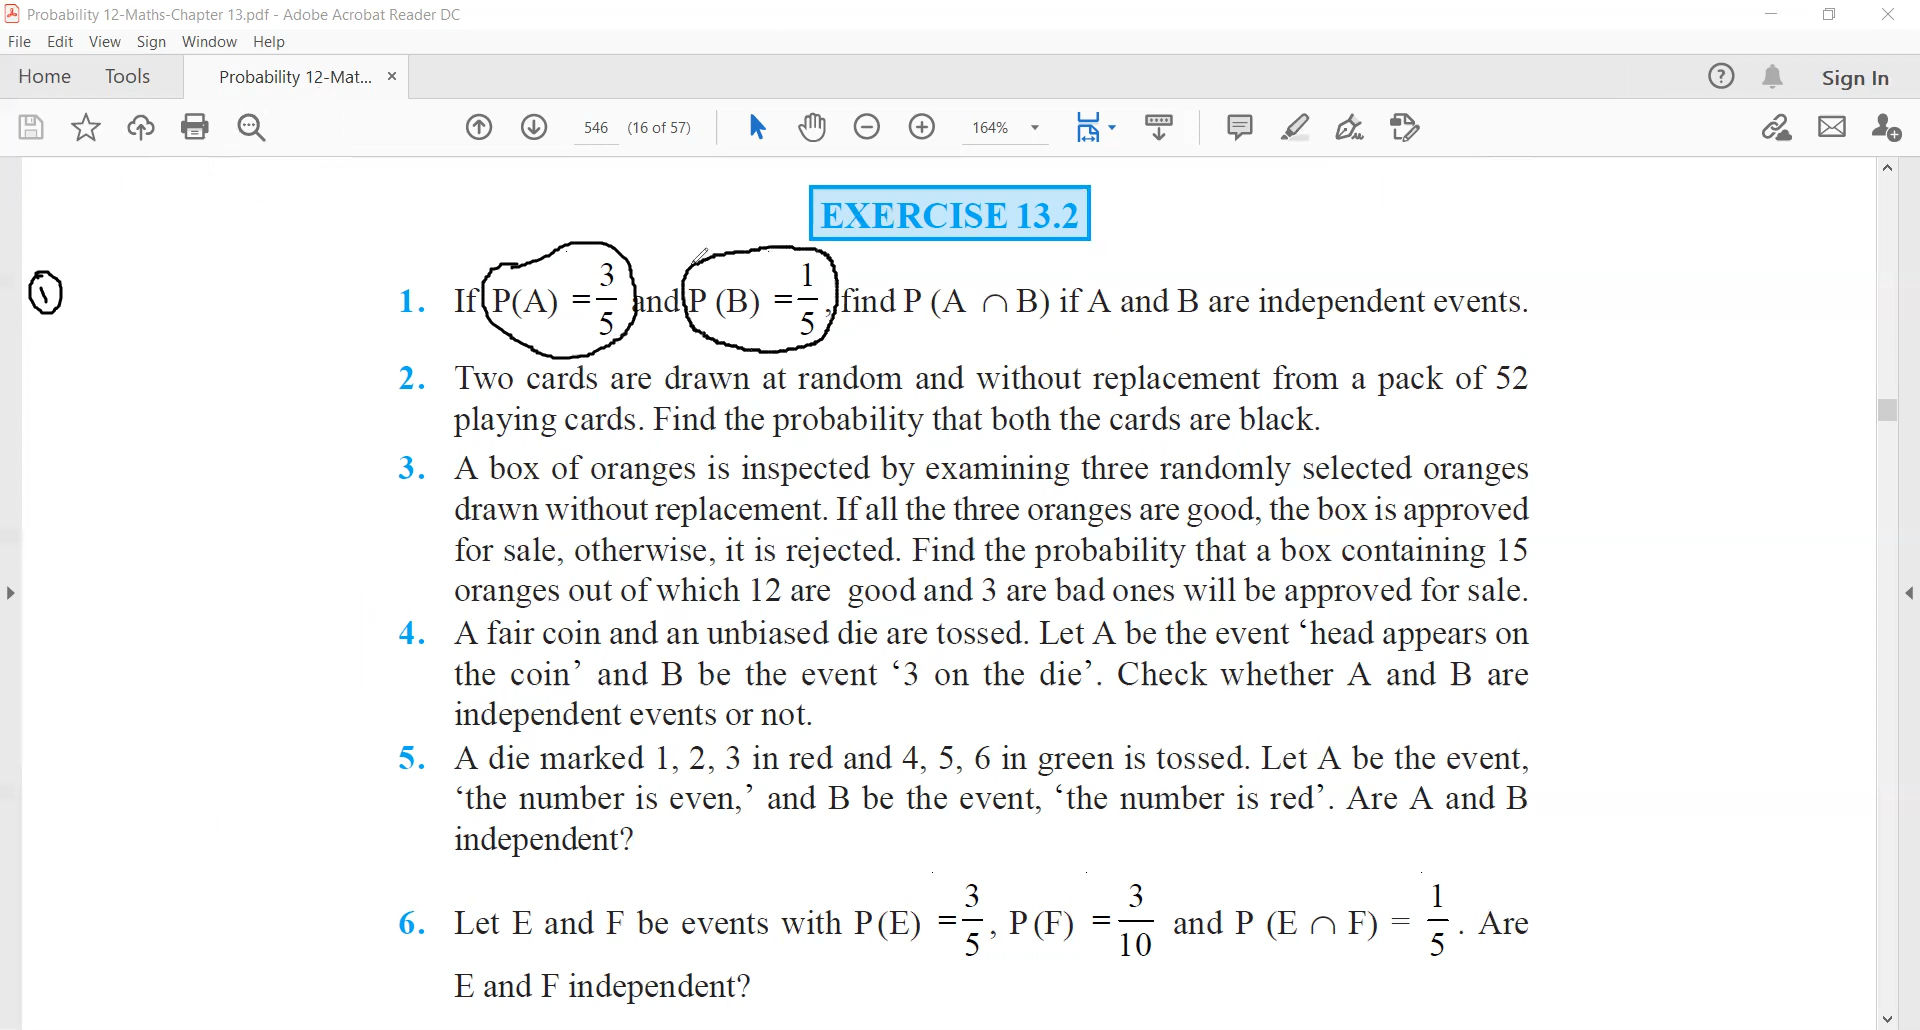 Probability 12-Maths-Chapter 13.pdf - Adobe Acrobat Reader DC
File Edit View Sign Window Help
Home Tools Probability 12-Mat... × Sign In
546 (16 of 57) 164%
EXERCISE 13.2
1
1. If P(A) = 3/5 and P (B) = 1/5, find P (A ∩ B) if A and B are independent events.
2. Two cards are drawn at random and without replacement from a pack of 52
playing cards. Find the probability that both the cards are black.
3. A box of oranges is inspected by examining three randomly selected oranges
drawn without replacement. If all the three oranges are good, the box is approved
for sale, otherwise, it is rejected. Find the probability that a box containing 15
oranges out of which 12 are good and 3 are bad ones will be approved for sale.
4. A fair coin and an unbiased die are tossed. Let A be the event ‘head appears on
the coin’ and B be the event ‘3 on the die’. Check whether A and B are
independent events or not.
5. A die marked 1, 2, 3 in red and 4, 5, 6 in green is tossed. Let A be the event,
‘the number is even,’ and B be the event, ‘the number is red’. Are A and B
independent?
6. Let E and F be events with P(E) = 3/5, P(F) = 3/10 and P (E ∩ F) = 1/5. Are
E and F independent?